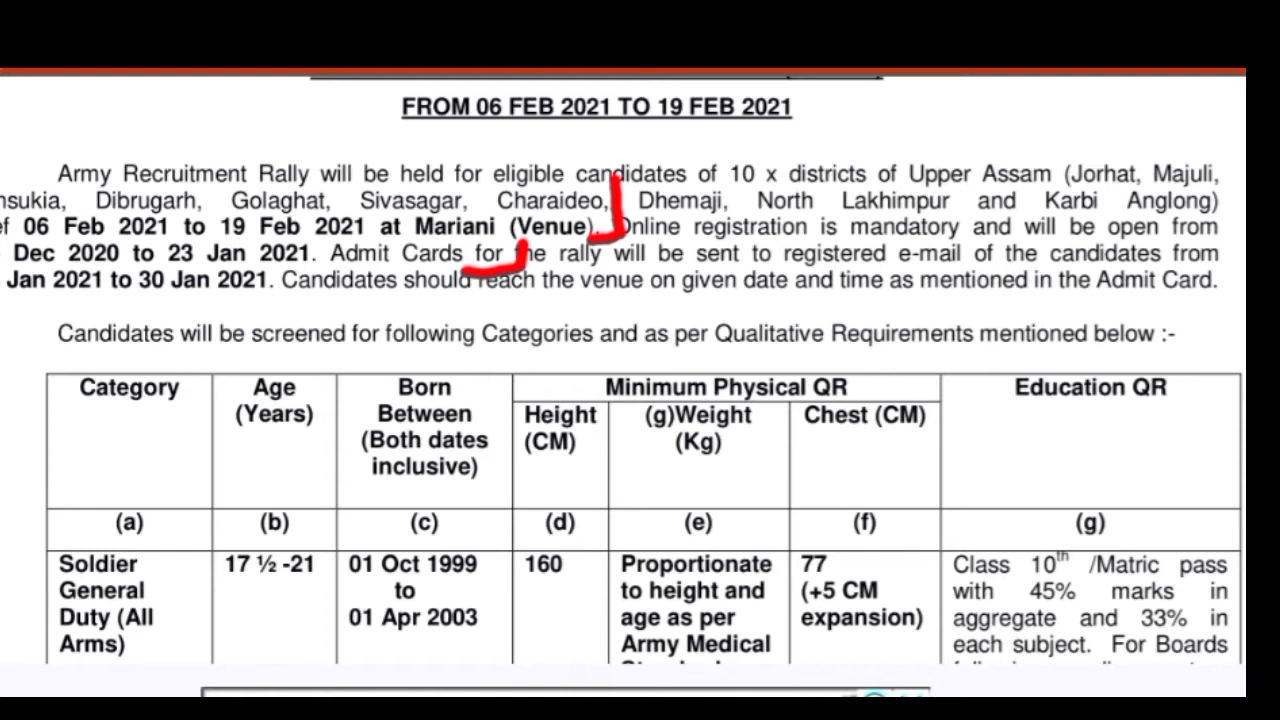 FROM 06 FEB 2021 TO 19 FEB 2021
Army Recruitment Rally will be held for eligible candidates of 10 x districts of Upper Assam (Jorhat, Majuli,
nsukia, Dibrugarh, Golaghat, Sivasagar, Charaideo, Dhemaji, North Lakhimpur and Karbi Anglong)
ef 06 Feb 2021 to 19 Feb 2021 at Mariani (Venue). Online registration is mandatory and will be open from
Dec 2020 to 23 Jan 2021. Admit Cards for the rally will be sent to registered e-mail of the candidates from
Jan 2021 to 30 Jan 2021. Candidates should reach the venue on given date and time as mentioned in the Admit Card.
Candidates will be screened for following Categories and as per Qualitative Requirements mentioned below :-
Category Age Born Minimum Physical QR Education QR
(Years) Between Height (g)Weight Chest (CM)
(Both dates (CM) (Kg)
inclusive)
(a) (b) (c) (d) (e) (f) (g)
Soldier 17 ½ -21 01 Oct 1999 160 Proportionate 77 Class 10th /Matric pass
General to to height and (+5 CM with 45% marks in
Duty (All 01 Apr 2003 age as per expansion) aggregate and 33% in
Arms) Army Medical each subject. For Boards